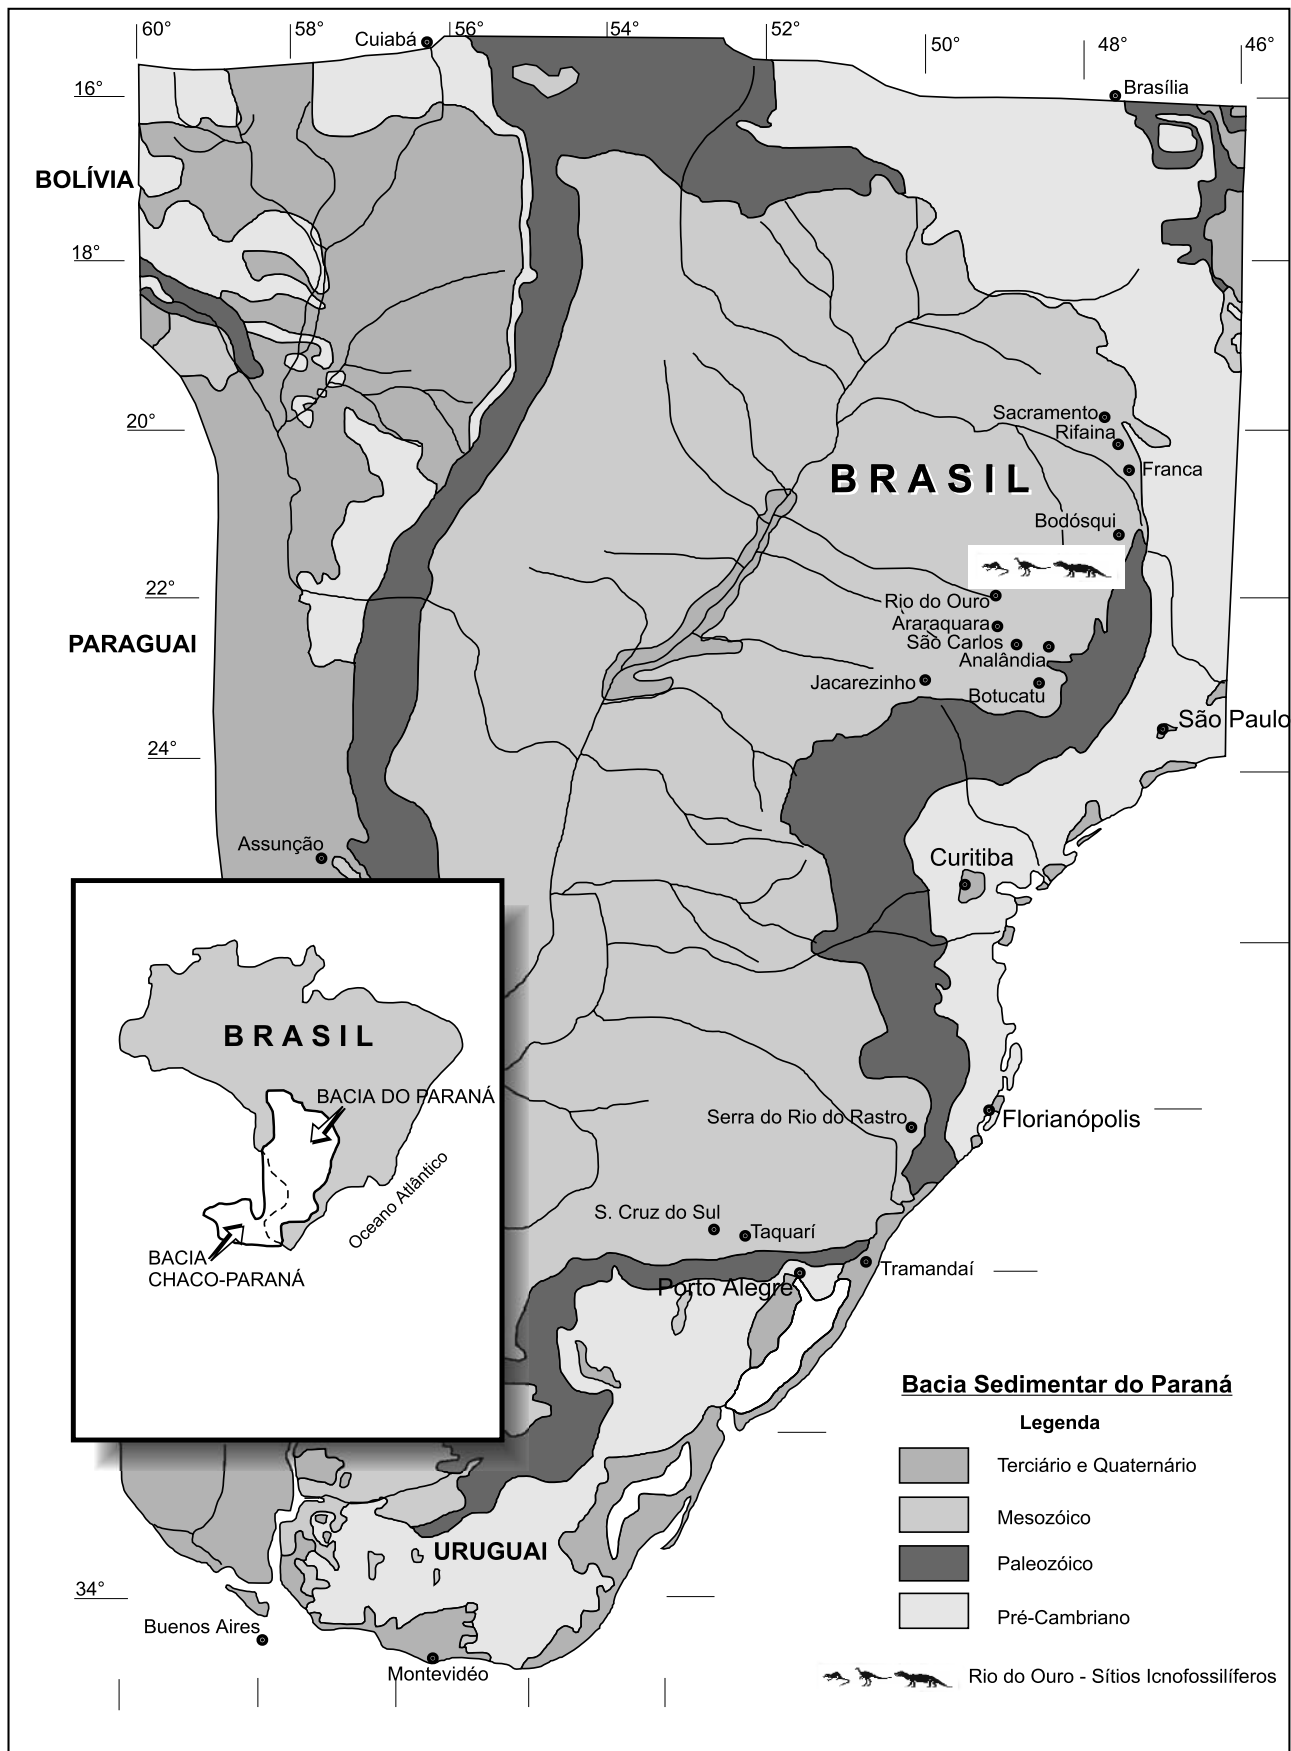 60°
58°
56°
54°
52°
50°
48°
46°
Cuiabá
Brasília
16°
BOLÍVIA
18°
20°
Sacramento
Rifaina
Franca
BRASIL
Bodósqui
22°
Rio do Ouro
Araraquara
São Carlos
Analândia
PARAGUAI
Jacarezinho
Botucatu
São Paulo
24°
Assunção
Curitiba
BRASIL
BACIA DO PARANÁ
Oceano Atlântico
BACIA
CHACO-PARANÁ
Serra do Rio do Rastro
Florianópolis
S. Cruz do Sul
Taquarí
Tramandaí
Porto Alegre
Bacia Sedimentar do Paraná
Legenda
Terciário e Quaternário
Mesozóico
Paleozóico
Pré-Cambriano
Rio do Ouro - Sítios Icnofossilíferos
URUGUAI
34°
Buenos Aires
Montevidéo